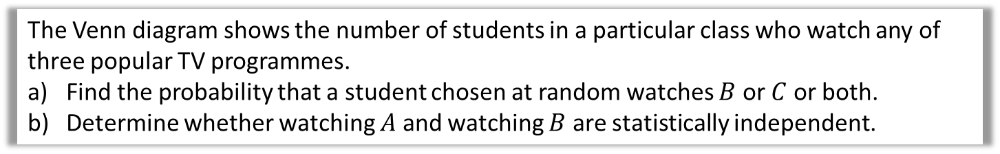 The Venn diagram shows the number of students in a particular class who watch any of
three popular TV programmes.
a) Find the probability that a student chosen at random watches B or C or both.
b) Determine whether watching A and watching B are statistically independent.